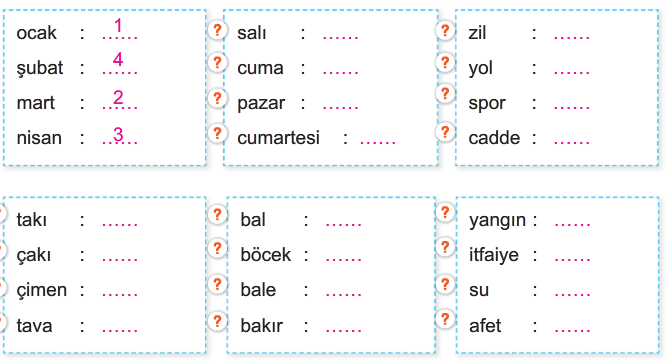 ocak : ...1...
şubat : ...4...
mart : ...2...
nisan : ...3...
? salı : ......
? cuma : ......
? pazar : ......
? cumartesi : ......
? zil : ......
? yol : ......
? spor : ......
? cadde : ......
? takı : ......
? çakı : ......
? çimen : ......
? tava : ......
? bal : ......
? böcek : ......
? bale : ......
? bakır : ......
? yangın : ......
? itfaiye : ......
? su : ......
? afet : ......